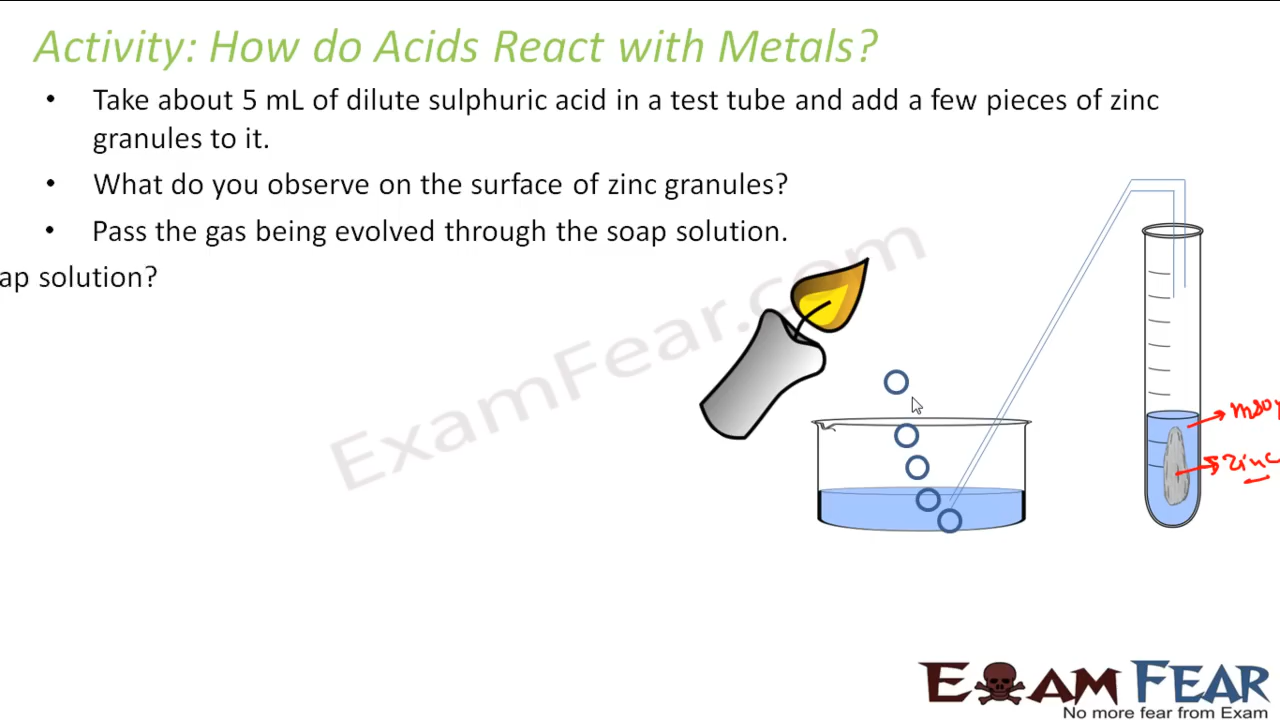 Activity: How do Acids React with Metals?
• Take about 5 mL of dilute sulphuric acid in a test tube and add a few pieces of zinc
granules to it.
• What do you observe on the surface of zinc granules?
• Pass the gas being evolved through the soap solution.
ap solution?
ExamFear.com
zinc
EXAM FEAR
No more fear from Exam